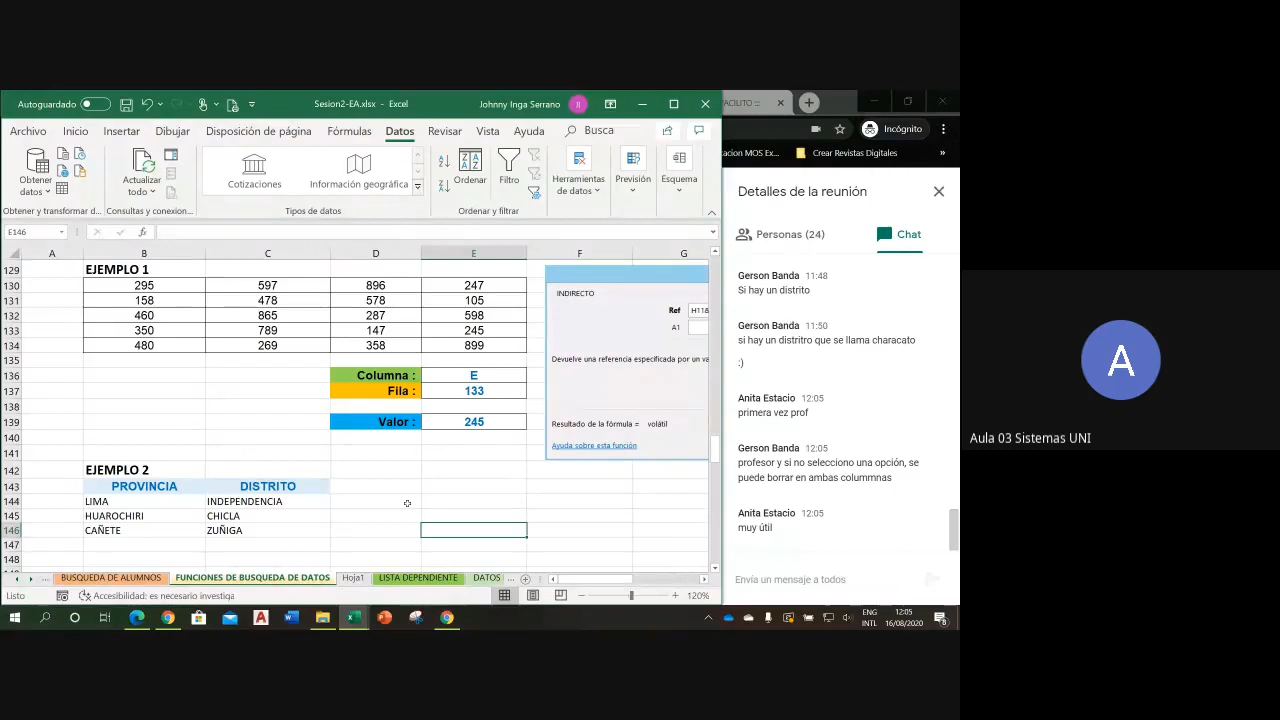 Autoguardado
Sesion2-EA.xlsx - Excel
Johnny Inga Serrano
JI
Archivo Inicio Insertar Dibujar Disposición de página Fórmulas Datos Revisar Vista Ayuda Busca
Obtener datos
Actualizar todo
Cotizaciones
Información geográfica
Ordenar
Filtro
Herramientas de datos
Previsión
Esquema
Obtener y transformar d...
Consultas y conexion...
Tipos de datos
Ordenar y filtrar
E146
fx
A B C D E F G
129 EJEMPLO 1
130 295 597 896 247
131 158 478 578 105
132 460 865 287 598
133 350 789 147 245
134 480 269 358 899
135
136 Columna : E
137 Fila : 133
138
139 Valor : 245
140
141
142 EJEMPLO 2
143 PROVINCIA DISTRITO
144 LIMA INDEPENDENCIA
145 HUAROCHIRI CHICLA
146 CAÑETE ZUÑIGA
147
148
INDIRECTO
Ref H118
A1
Devuelve una referencia especificada por un va
Resultado de la fórmula = volátil
Ayuda sobre esta función
... BUSQUEDA DE ALUMNOS FUNCIONES DE BUSQUEDA DE DATOS Hoja1 LISTA DEPENDIENTE DATOS ...
Listo Accesibilidad: es necesario investiga
120%
ENG
INTL
12:05
16/08/2020
FACILITO ::
Incógnito
tacion MOS Ex...
Crear Revistas Digitales
»
Detalles de la reunión
Personas (24)
Chat
Gerson Banda 11:48
Si hay un distrito
Gerson Banda 11:50
si hay un distritro que se llama characato
:)
Anita Estacio 12:05
primera vez prof
Gerson Banda 12:05
profesor y si no selecciono una opción, se
puede borrar en ambas colummnas
Anita Estacio 12:05
muy útil
Envía un mensaje a todos
A
Aula 03 Sistemas UNI